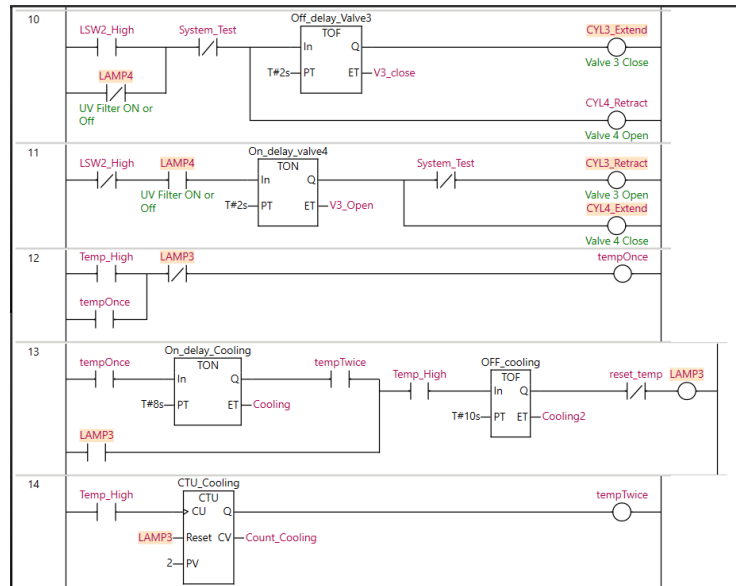 10
Off_delay_Valve3
LSW2_High
System_Test
TOF
CYL3_Extend
In Q
Valve 3 Close
T#2s PT ET V3_close
LAMP4
UV Filter ON or
Off
CYL4_Retract
Valve 4 Open
11
On_delay_valve4
LSW2_High
LAMP4
TON
System_Test
CYL3_Retract
In Q
UV Filter ON or
Off
Valve 3 Open
T#2s PT ET V3_Open
CYL4_Extend
Valve 4 Close
12
Temp_High
LAMP3
tempOnce
tempOnce
13
On_delay_Cooling
tempOnce
TON
tempTwice
Temp_High
OFF_cooling
TOF
reset_temp
LAMP3
In Q
In Q
T#8s PT ET Cooling
T#10s PT ET Cooling2
LAMP3
14
CTU_Cooling
Temp_High
CTU
tempTwice
CU Q
LAMP3 Reset CV Count_Cooling
2 PV